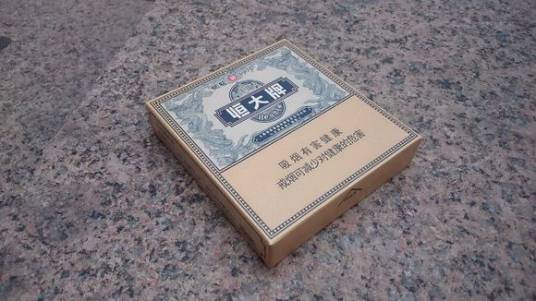 恒大牌
吸烟有害健康
戒烟可减少对健康的危害